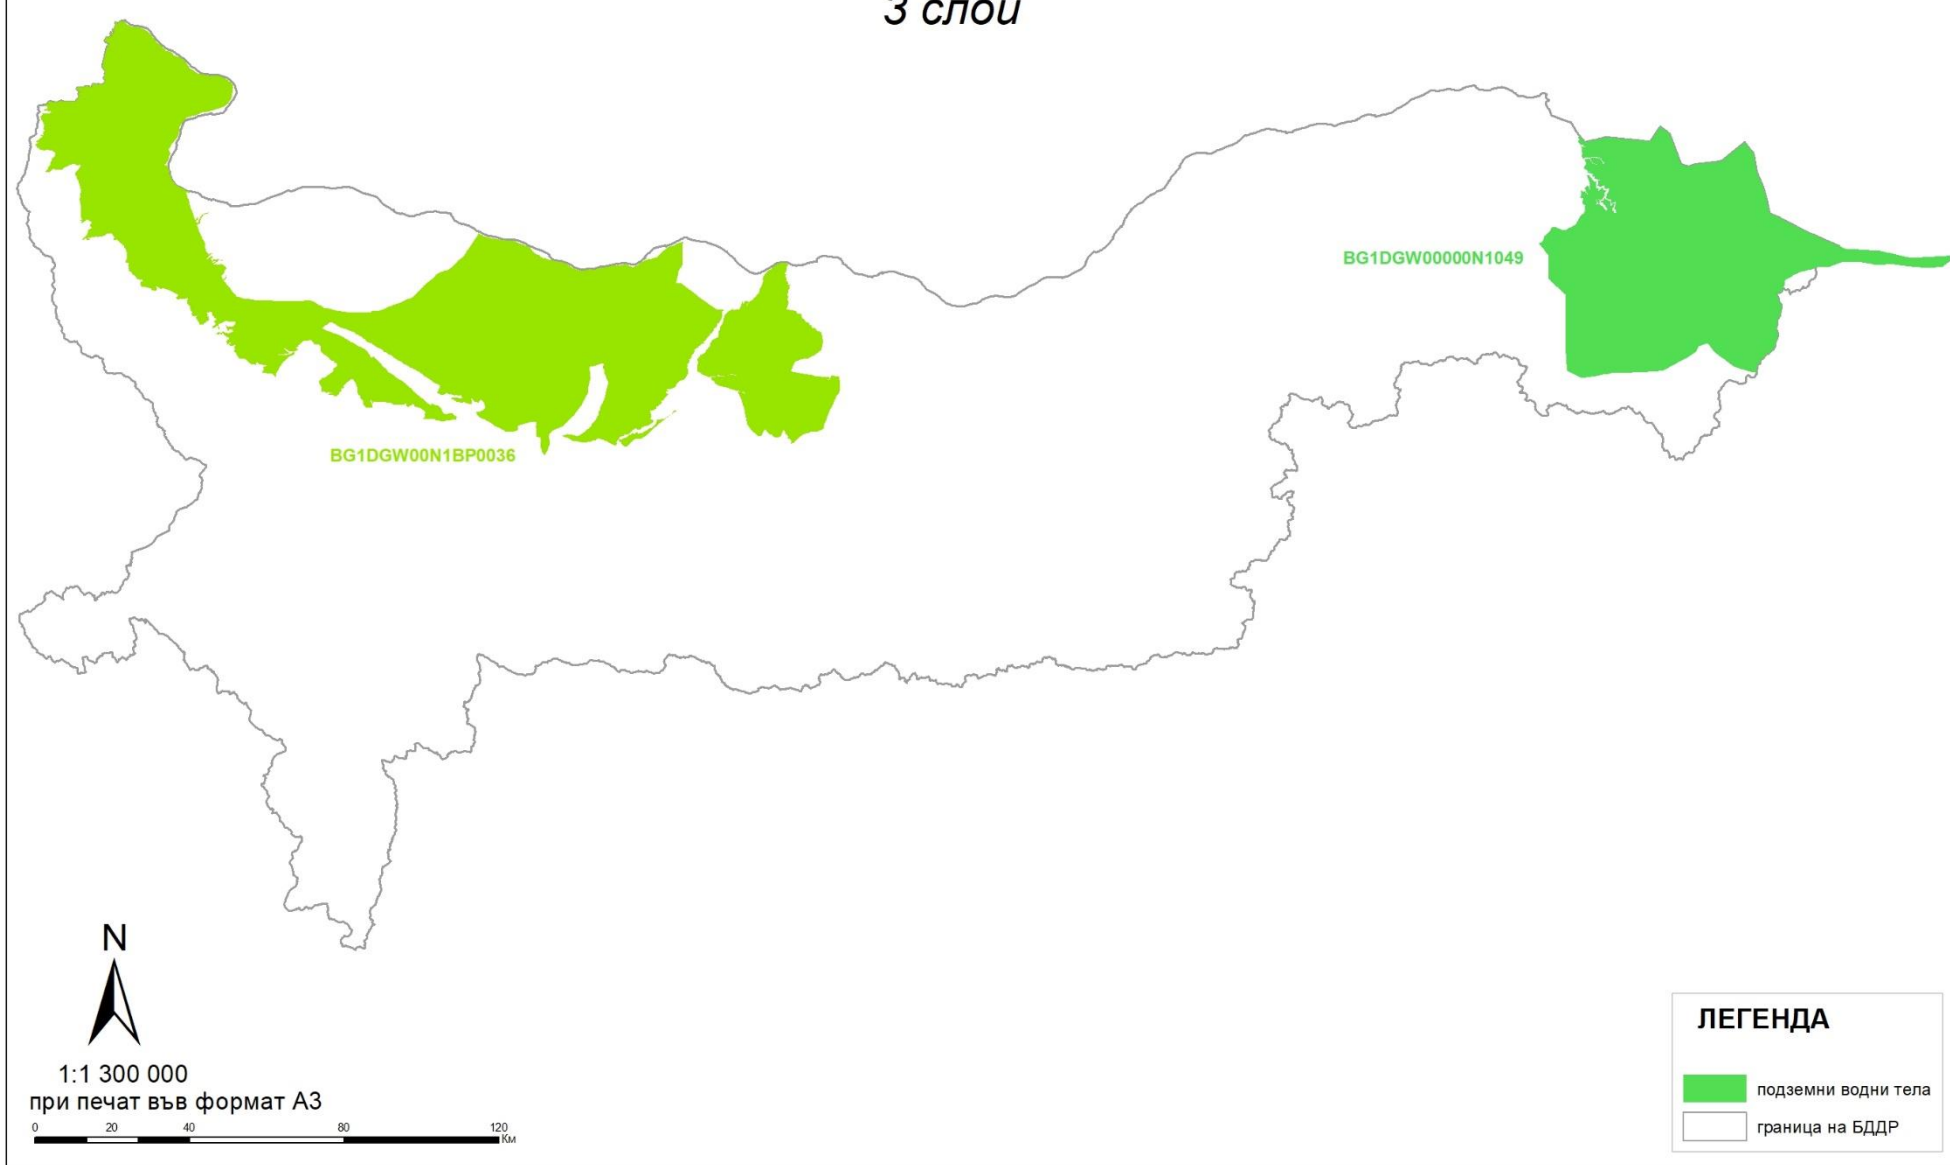 3 слой
BG1DGW00000N1049
BG1DGW00N1BP0036
N
1:1 300 000
при печат във формат А3
0 20 40 80 120
Км
ЛЕГЕНДА
подземни водни тела
граница на БДДР